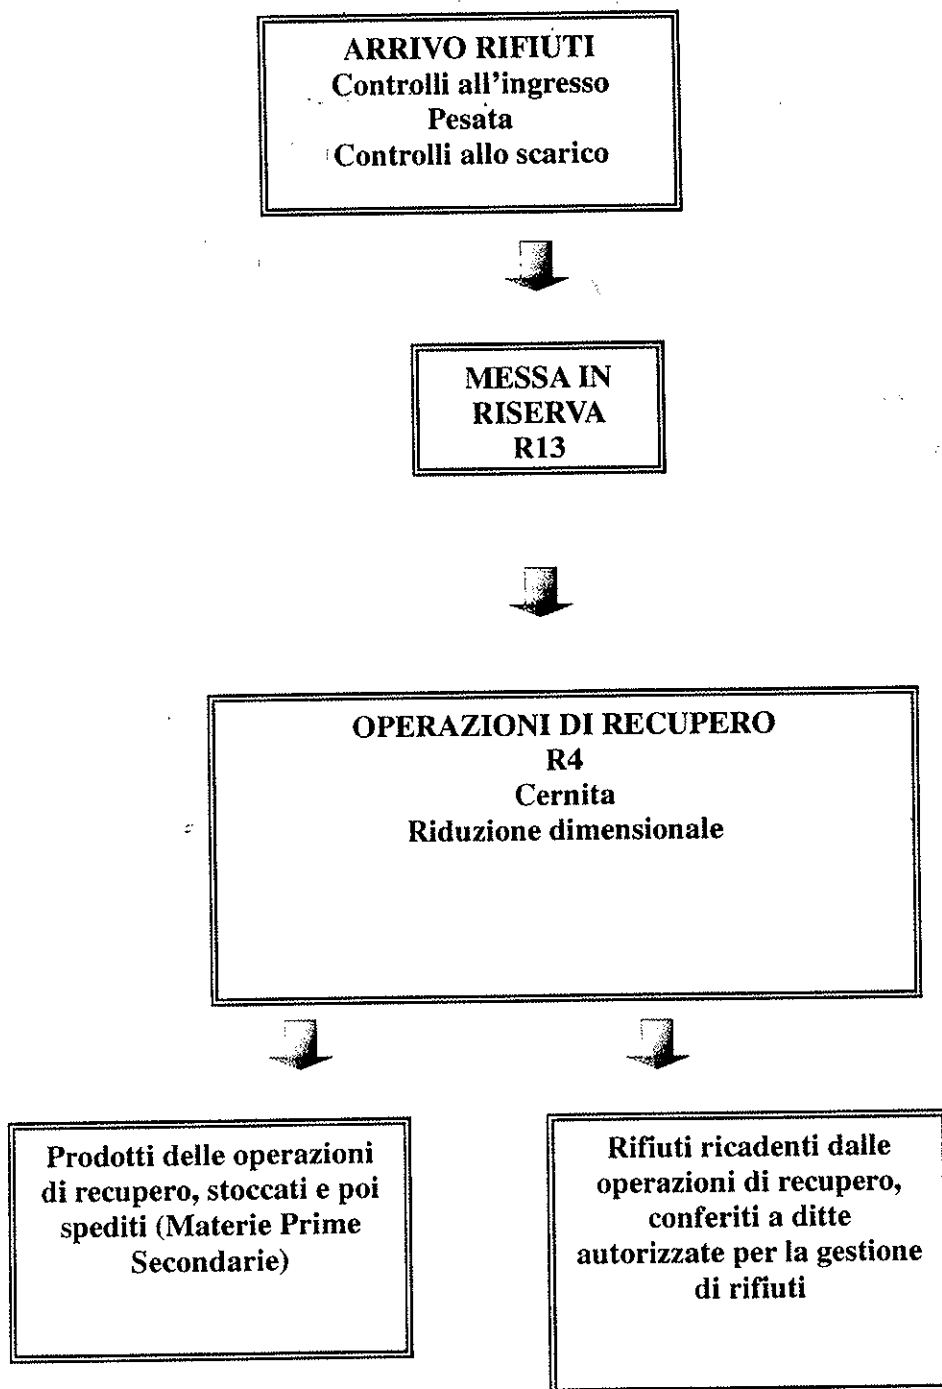 ARRIVO RIFIUTI
Controlli all'ingresso
Pesata
Controlli allo scarico
MESSA IN
RISERVA
R13
OPERAZIONI DI RECUPERO
R4
Cernita
Riduzione dimensionale
Prodotti delle operazioni
di recupero, stoccati e poi
spediti (Materie Prime
Secondarie)
Rifiuti ricadenti dalle
operazioni di recupero,
conferiti a ditte
autorizzate per la gestione
di rifiuti